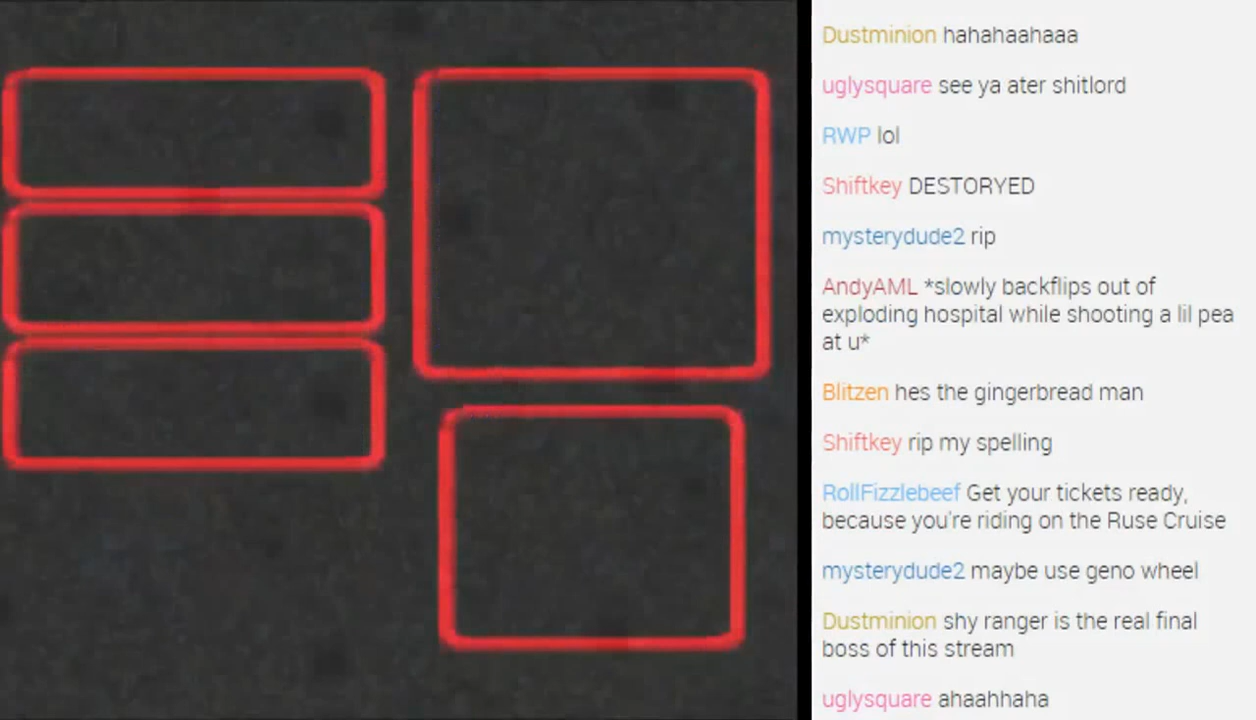 Dustminion hahahaahaaa
uglysquare see ya ater shitlord
RWP lol
Shiftkey DESTORYED
mysterydude2 rip
AndyAML *slowly backflips out of
exploding hospital while shooting a lil pea
at u*
Blitzen hes the gingerbread man
Shiftkey rip my spelling
RollFizzlebeef Get your tickets ready,
because you're riding on the Ruse Cruise
mysterydude2 maybe use geno wheel
Dustminion shy ranger is the real final
boss of this stream
uglysquare ahaahhaha